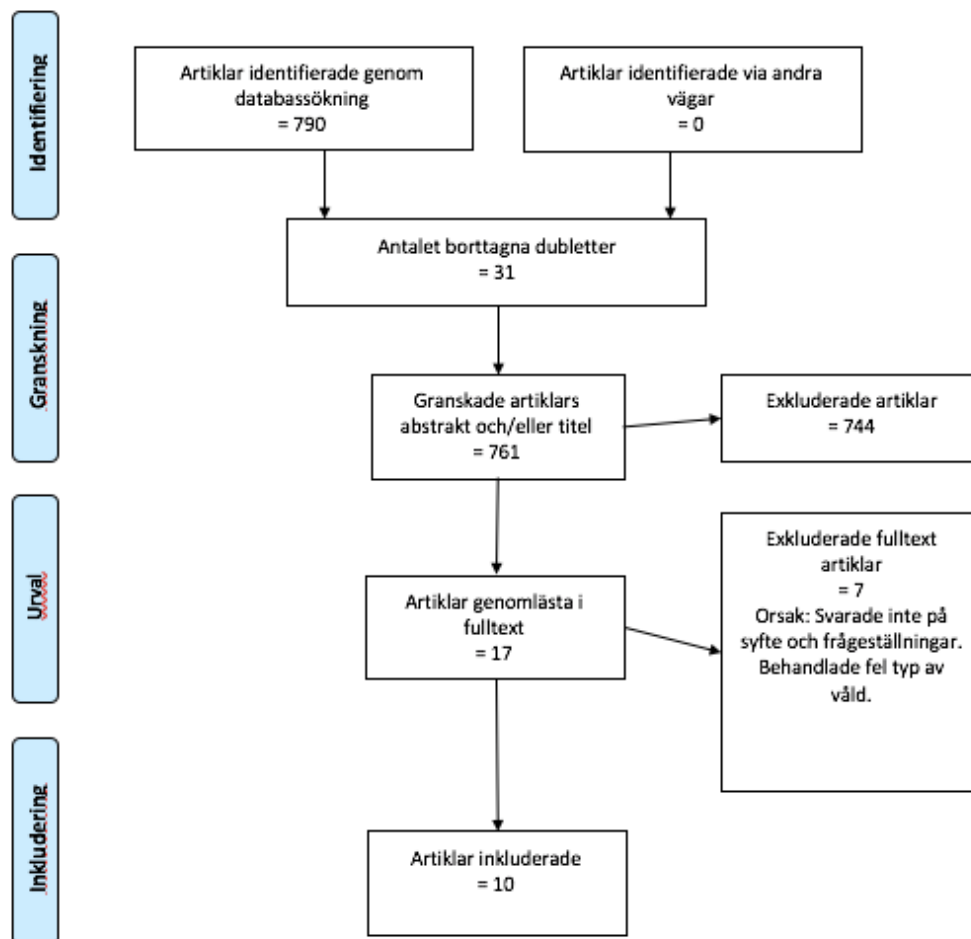 Identifiering
Artiklar identifierade genom
databassökning
= 790
Artiklar identifierade via andra
vägar
= 0
Antalet borttagna dubletter
= 31
Granskning
Granskade artiklars
abstrakt och/eller titel
= 761
Exkluderade artiklar
= 744
Urval
Artiklar genomlästa i
fulltext
= 17
Exkluderade fulltext
artiklar
= 7
Orsak: Svarade inte på
syfte och frågeställningar.
Behandlade fel typ av
våld.
Inkludering
Artiklar inkluderade
= 10